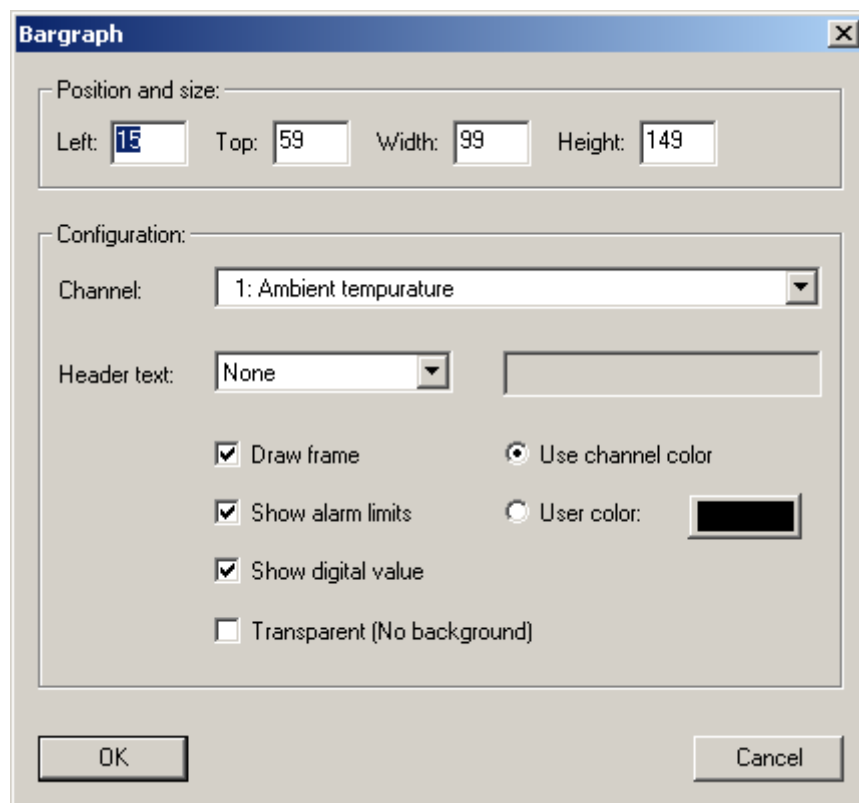 Bargraph
Position and size:
Left: 15 Top: 59 Width: 99 Height: 149
Configuration:
Channel: 1: Ambient tempurature
Header text: None
Draw frame Use channel color
Show alarm limits User color:
Show digital value
Transparent (No background)
OK Cancel